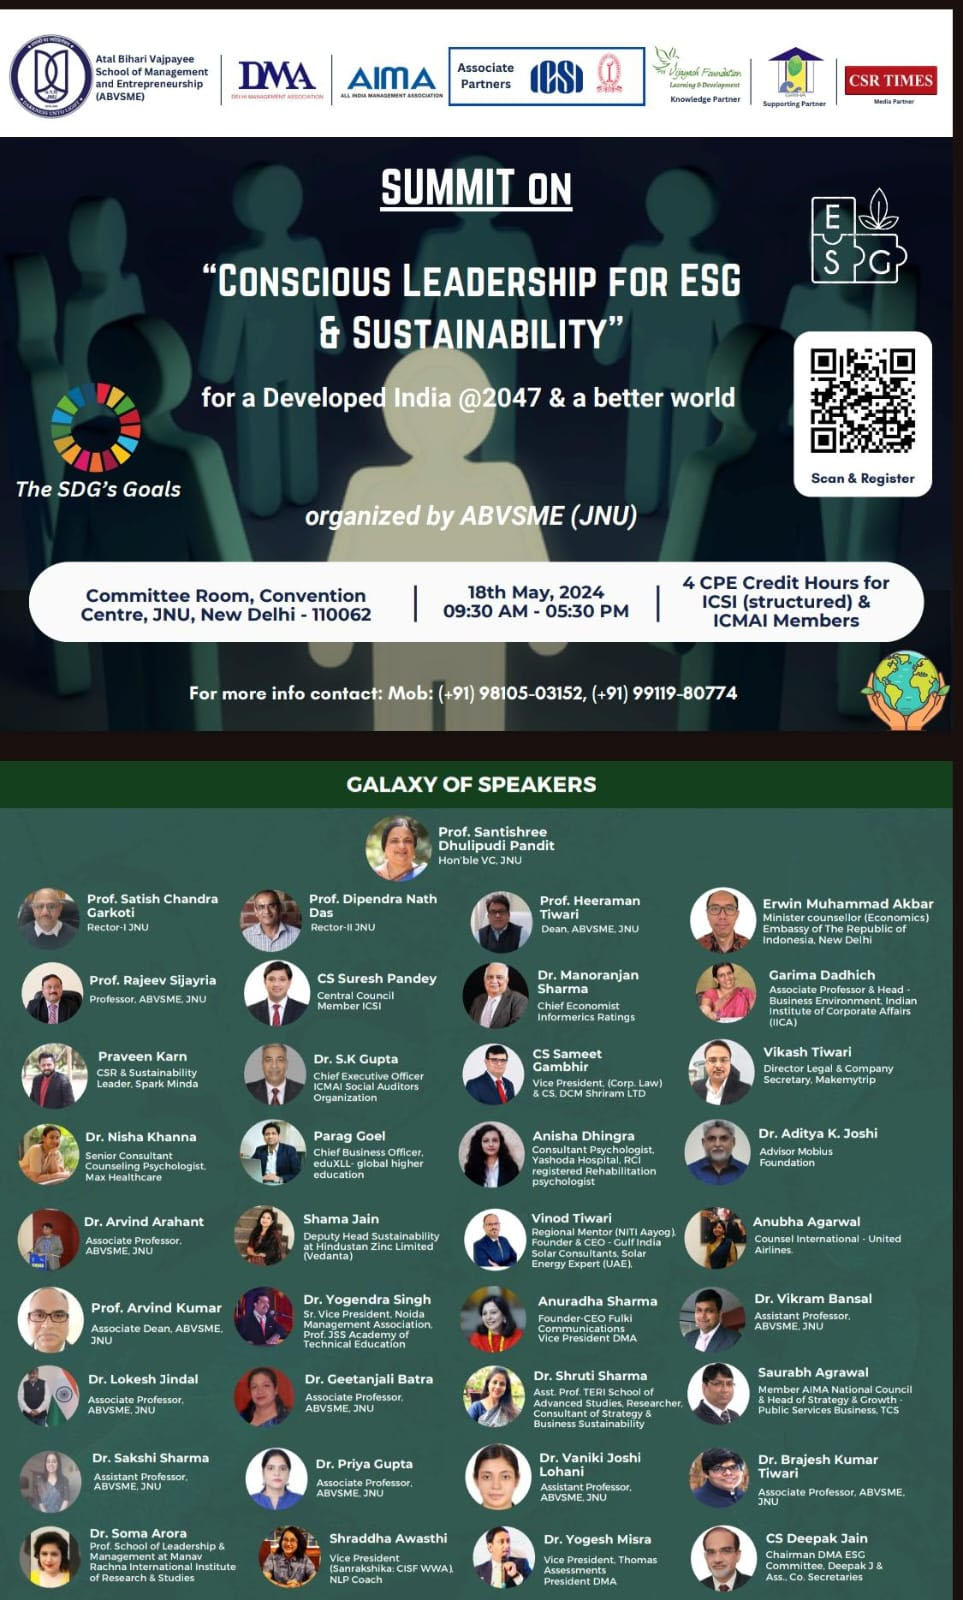 Atal Bihari Vajpayee
School of Management
and Entrepreneurship
(ABVSME)
DMA
DELHI MANAGEMENT ASSOCIATION
AIMA
ALL INDIA MANAGEMENT ASSOCIATION
Associate
Partners
ICSI
Vijayesh Foundation
Learning & Development
Knowledge Partner
Supporting Partner
CSR TIMES
Media Partner
SUMMIT ON
“CONSCIOUS LEADERSHIP FOR ESG
& SUSTAINABILITY”
for a Developed India @2047 & a better world
E
S G
Scan & Register
The SDG's Goals
organized by ABVSME (JNU)
Committee Room, Convention
Centre, JNU, New Delhi - 110062
18th May, 2024
09:30 AM - 05:30 PM
4 CPE Credit Hours for
ICSI (structured) &
ICMAI Members
For more info contact: Mob: (+91) 98105-03152, (+91) 99119-80774
GALAXY OF SPEAKERS
Prof. Santishree
Dhulipudi Pandit
Hon'ble VC, JNU
Prof. Satish Chandra
Garkoti
Rector-I JNU
Prof. Dipendra Nath
Das
Rector-II JNU
Prof. Heeraman
Tiwari
Dean, ABVSME, JNU
Erwin Muhammad Akbar
Minister counsellor (Economics)
Embassy of The Republic of
Indonesia, New Delhi
Prof. Rajeev Sijayria
Professor, ABVSME, JNU
CS Suresh Pandey
Central Council
Member ICSI
Dr. Manoranjan
Sharma
Chief Economist
Informerics Ratings
Garima Dadhich
Associate Professor & Head -
Business Environment, Indian
Institute of Corporate Affairs
(IICA)
Praveen Karn
CSR & Sustainability
Leader, Spark Minda
Dr. S.K Gupta
Chief Executive Officer
ICMAI Social Auditors
Organization
CS Sameet
Gambhir
Vice President, (Corp. Law)
& CS, DCM Shriram LTD
Vikash Tiwari
Director Legal & Company
Secretary, Makemytrip
Dr. Nisha Khanna
Senior Consultant
Counseling Psychologist,
Max Healthcare
Parag Goel
Chief Business Officer,
eduXLL- global higher
education
Anisha Dhingra
Consultant Psychologist,
Yashoda Hospital, RCI
registered Rehabilitation
psychologist
Dr. Aditya K. Joshi
Advisor Mobius
Foundation
Dr. Arvind Arahant
Associate Professor,
ABVSME, JNU
Shama Jain
Deputy Head Sustainability
at Hindustan Zinc Limited
(Vedanta)
Vinod Tiwari
Regional Mentor (NITI Aayog),
Founder & CEO - Gulf India
Solar Consultants, Solar
Energy Expert (UAE),
Anubha Agarwal
Counsel International - United
Airlines.
Prof. Arvind Kumar
Associate Dean, ABVSME,
JNU
Dr. Yogendra Singh
Sr. Vice President, Noida
Management Association,
Prof. JSS Academy of
Technical Education
Anuradha Sharma
Founder-CEO Fulki
Communications
Vice President DMA
Dr. Vikram Bansal
Assistant Professor,
ABVSME, JNU
Dr. Lokesh Jindal
Associate Professor,
ABVSME, JNU
Dr. Geetanjali Batra
Associate Professor,
ABVSME, JNU
Dr. Shruti Sharma
Asst. Prof. TERI School of
Advanced Studies, Researcher,
Consultant of Strategy &
Business Sustainability
Saurabh Agrawal
Member AIMA National Council
& Head of Strategy & Growth -
Public Services Business, TCS
Dr. Sakshi Sharma
Assistant Professor,
ABVSME, JNU
Dr. Priya Gupta
Associate Professor,
ABVSME, JNU
Dr. Vaniki Joshi
Lohani
Assistant Professor,
ABVSME, JNU
Dr. Brajesh Kumar
Tiwari
Associate Professor, ABVSME,
JNU
Dr. Soma Arora
Prof. School of Leadership &
Management at Manav
Rachna International Institute
of Research & Studies
Shraddha Awasthi
Vice President
(Sanrakshika: CISF WWA),
NLP Coach
Dr. Yogesh Misra
Vice President, Thomas
Assessments
President DMA
CS Deepak Jain
Chairman DMA ESG
Committee, Deepak J &
Ass., Co. Secretaries